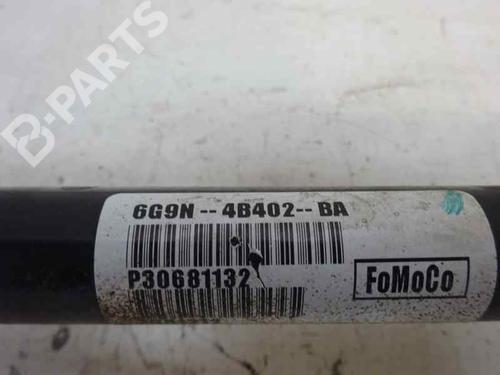 B-PARTS
6G9N -- 4B402-- BA
P30681132
FoMoCo